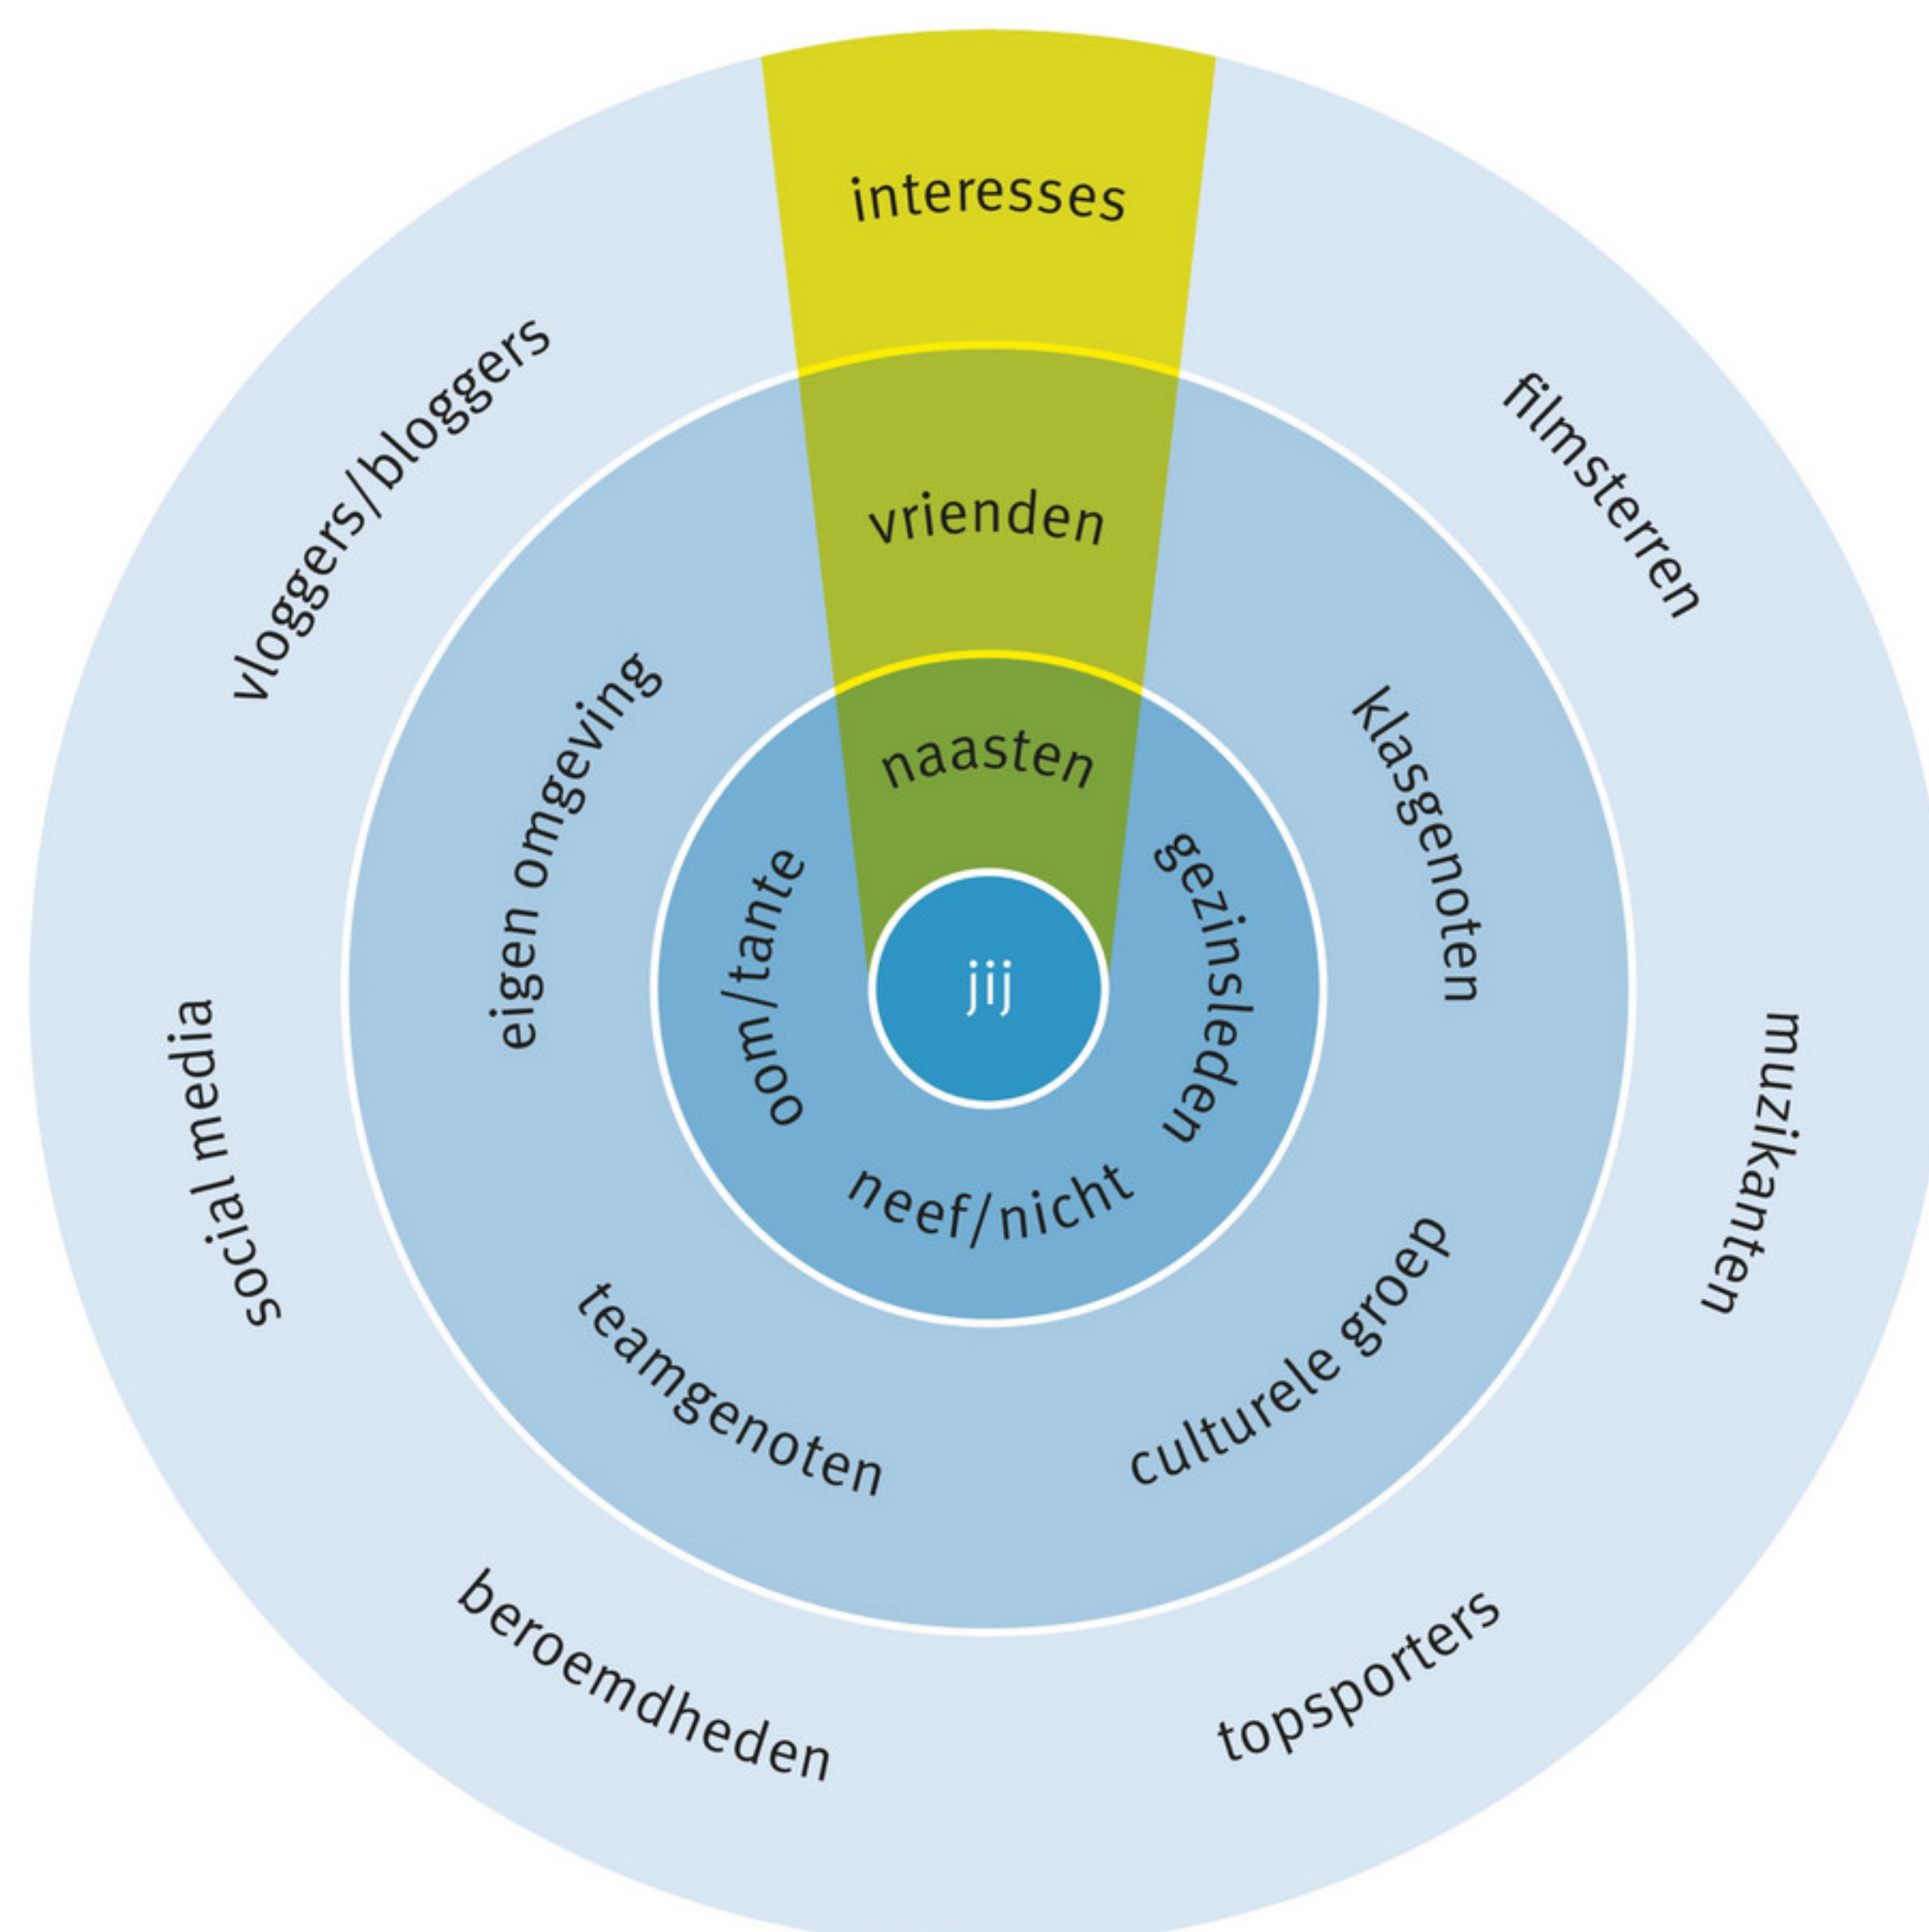 interesses
vrienden
naasten
jij
gezinsleden
neef/nicht
oom/tante
klasgenoten
culturele groep
teamgenoten
eigen omgeving
filmsterren
muzikanten
topsporters
beroemdheden
social media
vloggers/bloggers